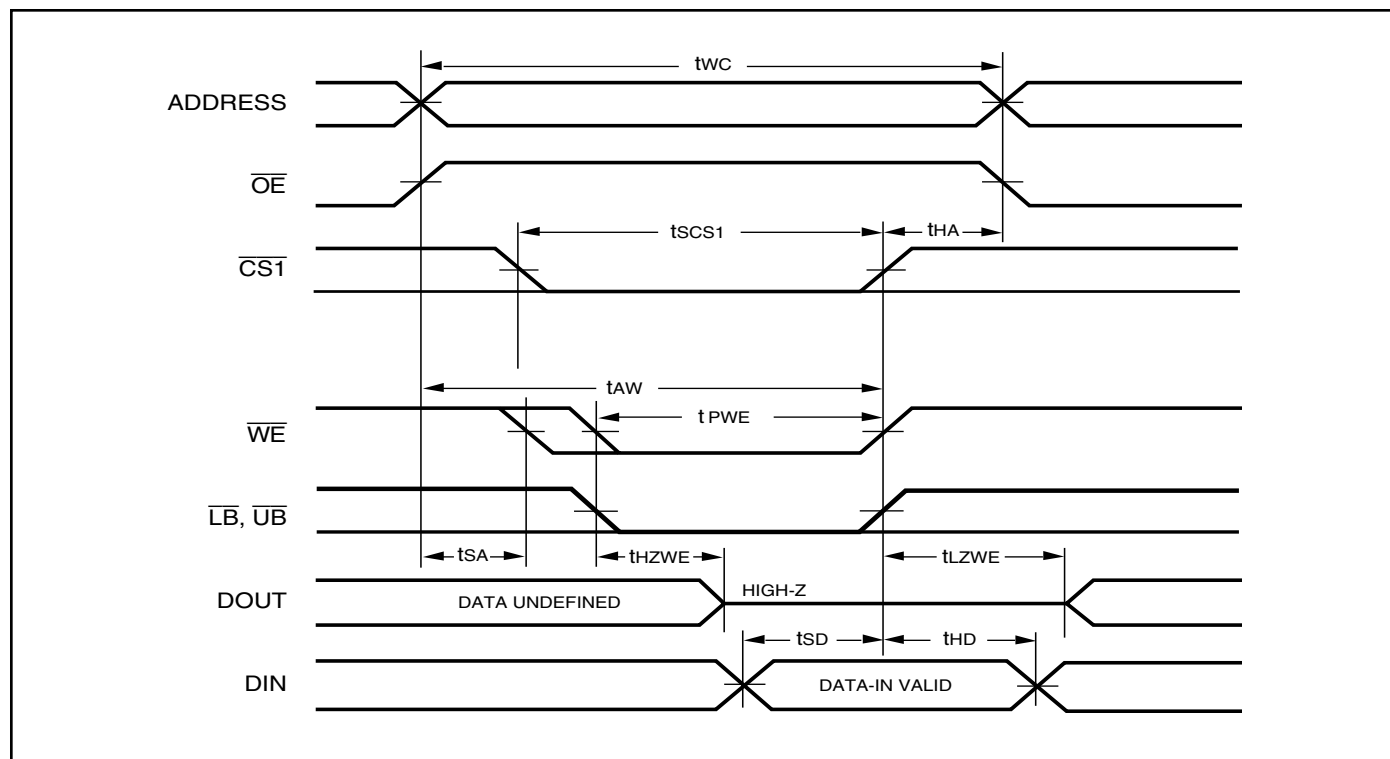 tWC
ADDRESS
OE
tSCS1
tHA
CS1
tAW
t PWE
WE
LB, UB
tSA
tHZWE
tLZWE
DOUT
DATA UNDEFINED
HIGH-Z
tSD
tHD
DIN
DATA-IN VALID